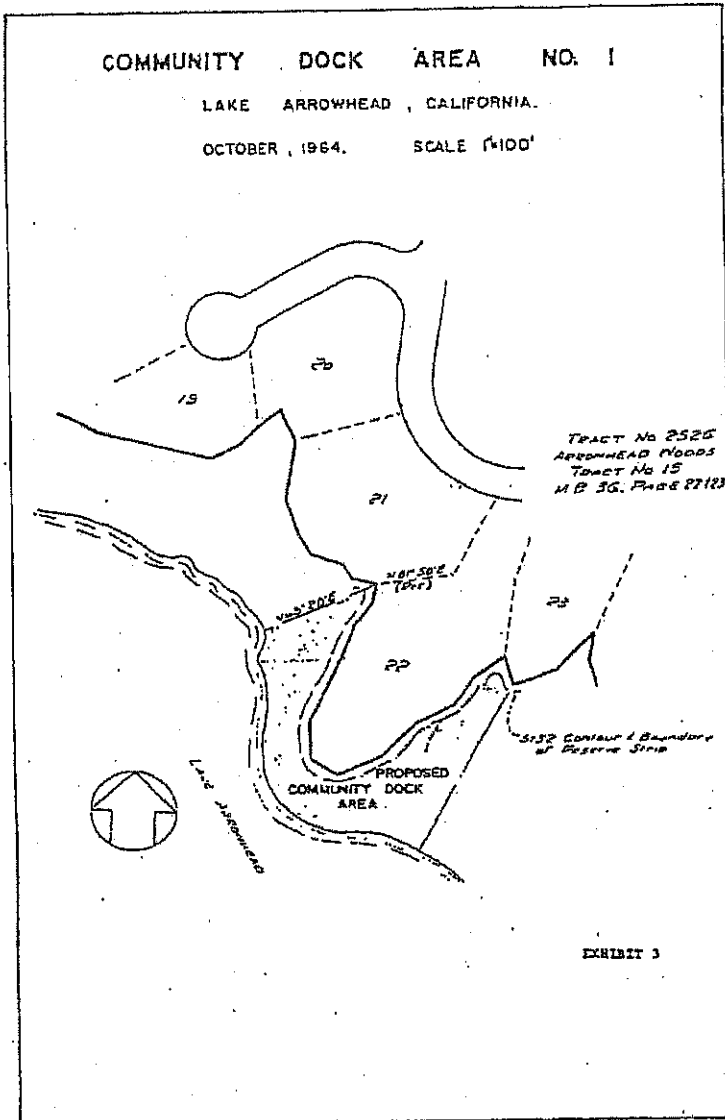 COMMUNITY DOCK AREA NO. 1
LAKE ARROWHEAD , CALIFORNIA.
OCTOBER , 1964. SCALE 1"=100'
19
20
TRACT No 2526
ARROWHEAD WOODS
TRACT No 15
M B 36. PAGE 22/23
21
(Rec)
22
23
5132 Contour & Boundary
of Reserve Strip
PROPOSED
COMMUNITY DOCK
AREA
LAKE ARROWHEAD
EXHIBIT 3